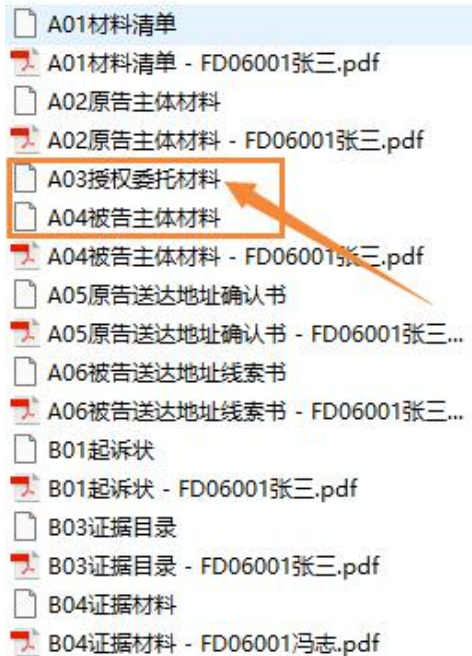 A01材料清单
A01材料清单 - FD06001张三.pdf
A02原告主体材料
A02原告主体材料 - FD06001张三.pdf
A03授权委托材料
A04被告主体材料
A04被告主体材料 - FD06001张三.pdf
A05原告送达地址确认书
A05原告送达地址确认书 - FD06001张三...
A06被告送达地址线索书
A06被告送达地址线索书 - FD06001张三...
B01起诉状
B01起诉状 - FD06001张三.pdf
B03证据目录
B03证据目录 - FD06001张三.pdf
B04证据材料
B04证据材料 - FD06001冯志.pdf